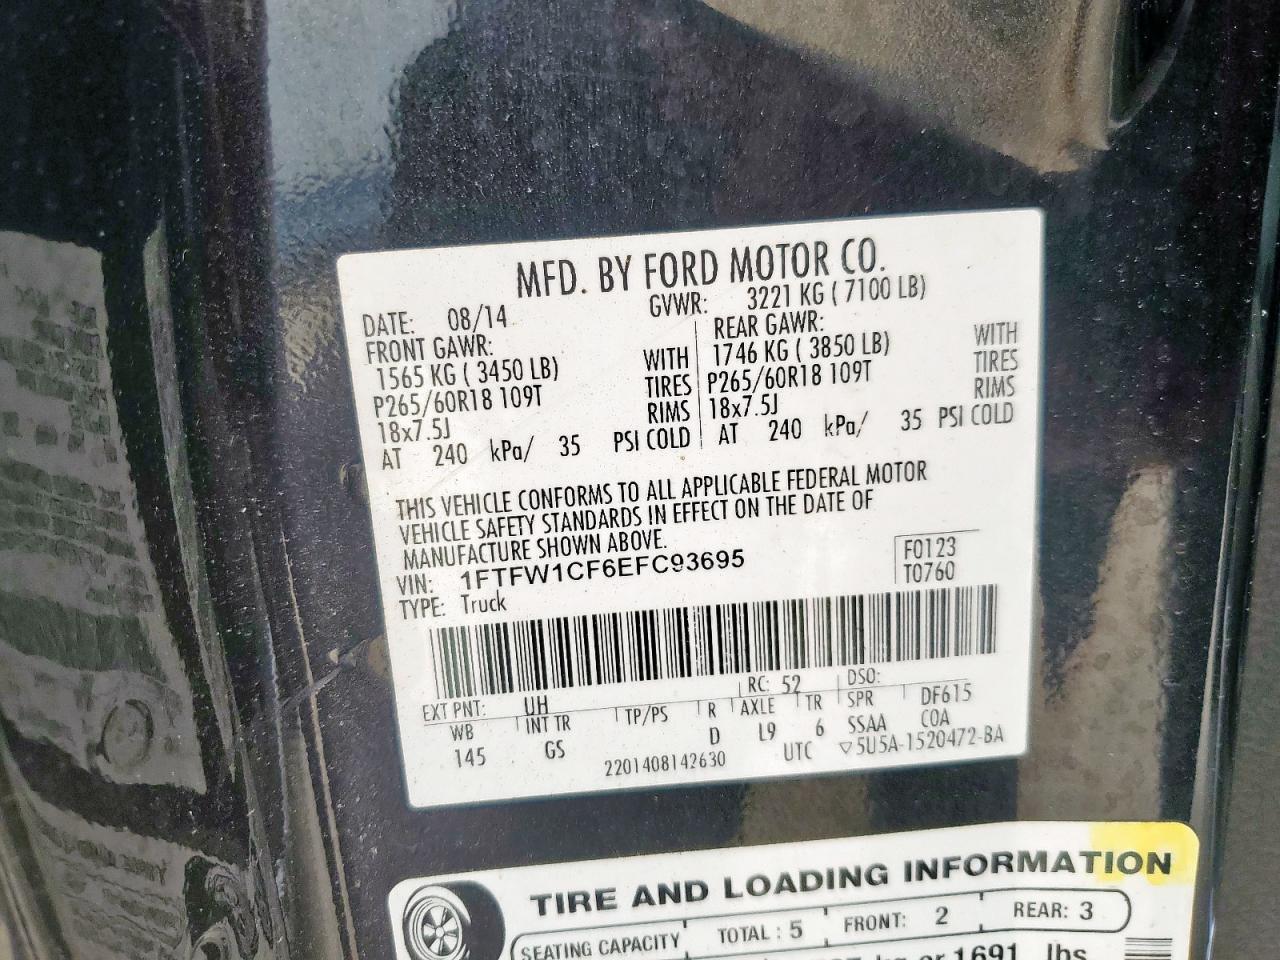 MFD. BY FORD MOTOR CO.
DATE: 08/14 GVWR: 3221 KG ( 7100 LB)
FRONT GAWR: REAR GAWR:
1565 KG ( 3450 LB) WITH 1746 KG ( 3850 LB) WITH
P265/60R18 109T TIRES P265/60R18 109T TIRES
18x7.5J RIMS 18x7.5J RIMS
AT 240 kPa/ 35 PSI COLD AT 240 kPa/ 35 PSI COLD
THIS VEHICLE CONFORMS TO ALL APPLICABLE FEDERAL MOTOR
VEHICLE SAFETY STANDARDS IN EFFECT ON THE DATE OF
MANUFACTURE SHOWN ABOVE.
VIN: 1FTFW1CF6EFC93695 F0123
TYPE: Truck T0760
EXT PNT: UH RC: 52 DSO:
WB INT TR TP/PS R AXLE TR SPR DF615
145 GS D L9 6 SSAA COA
2201408142630 UTC ▽5U5A-1520472-BA
TIRE AND LOADING INFORMATION
SEATING CAPACITY TOTAL : 5 FRONT: 2 REAR: 3
kg or 1691 lbs